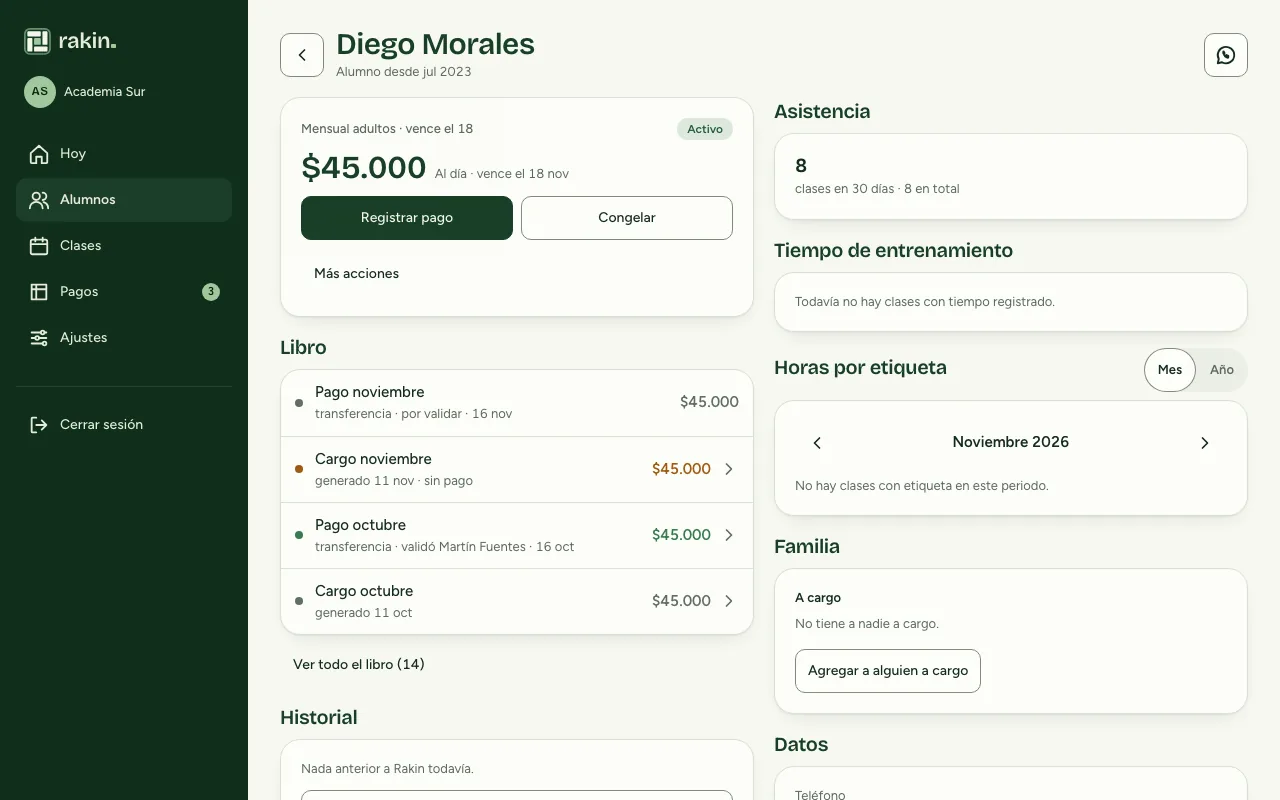 rakin.
AS
Academia Sur
Hoy
Alumnos
Clases
Pagos
3
Ajustes
Cerrar sesión
Diego Morales
Alumno desde jul 2023
Mensual adultos · vence el 18
Activo
$45.000 Al día · vence el 18 nov
Registrar pago
Congelar
Más acciones
Libro
Pago noviembre
transferencia · por validar · 16 nov
$45.000
Cargo noviembre
generado 11 nov · sin pago
$45.000
Pago octubre
transferencia · validó Martín Fuentes · 16 oct
$45.000
Cargo octubre
generado 11 oct
$45.000
Ver todo el libro (14)
Historial
Nada anterior a Rakin todavía.
Asistencia
8
clases en 30 días · 8 en total
Tiempo de entrenamiento
Todavía no hay clases con tiempo registrado.
Horas por etiqueta
Mes
Año
Noviembre 2026
No hay clases con etiqueta en este periodo.
Familia
A cargo
No tiene a nadie a cargo.
Agregar a alguien a cargo
Datos
Teléfono